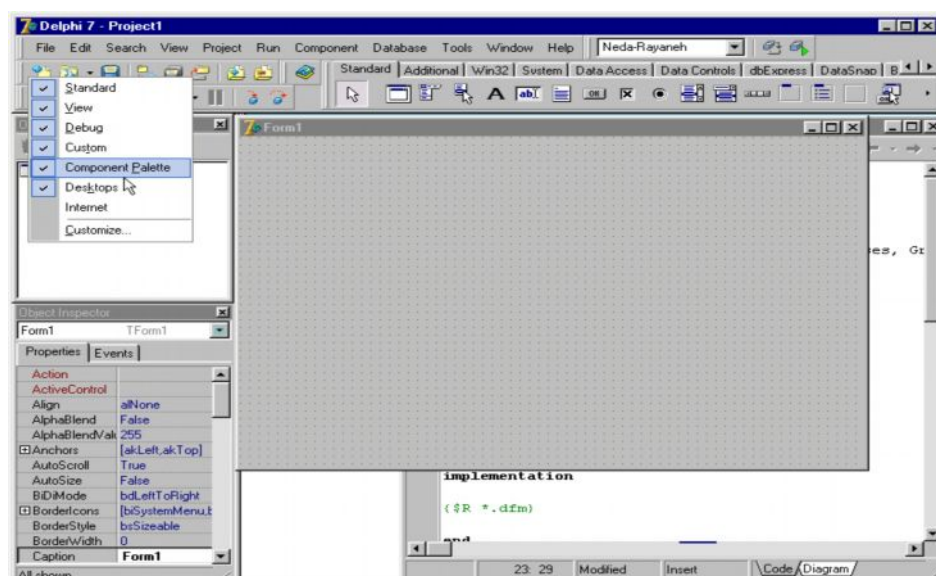 Delphi 7 - Project1
File Edit Search View Project Run Component Database Tools Window Help Neda-Rayaneh
Standard Additional Win32 System Data Access Data Controls dbExpress DataSnap B
Standard
View
Debug
Custom
Component Palette
Desktops
Internet
Customize...
Form1
es, Gr
Object Inspector
Form1 TForm1
Properties Events
Action
ActiveControl
Align alNone
AlphaBlend False
AlphaBlendVal 255
Anchors [akLeft,akTop]
AutoScroll True
AutoSize False
BiDiMode bdLeftToRight
BorderIcons [biSystemMenu,b
BorderStyle bsSizeable
BorderWidth 0
Caption Form1
All shown
implementation
{$R *.dfm}
end
23: 29 Modified Insert Code Diagram